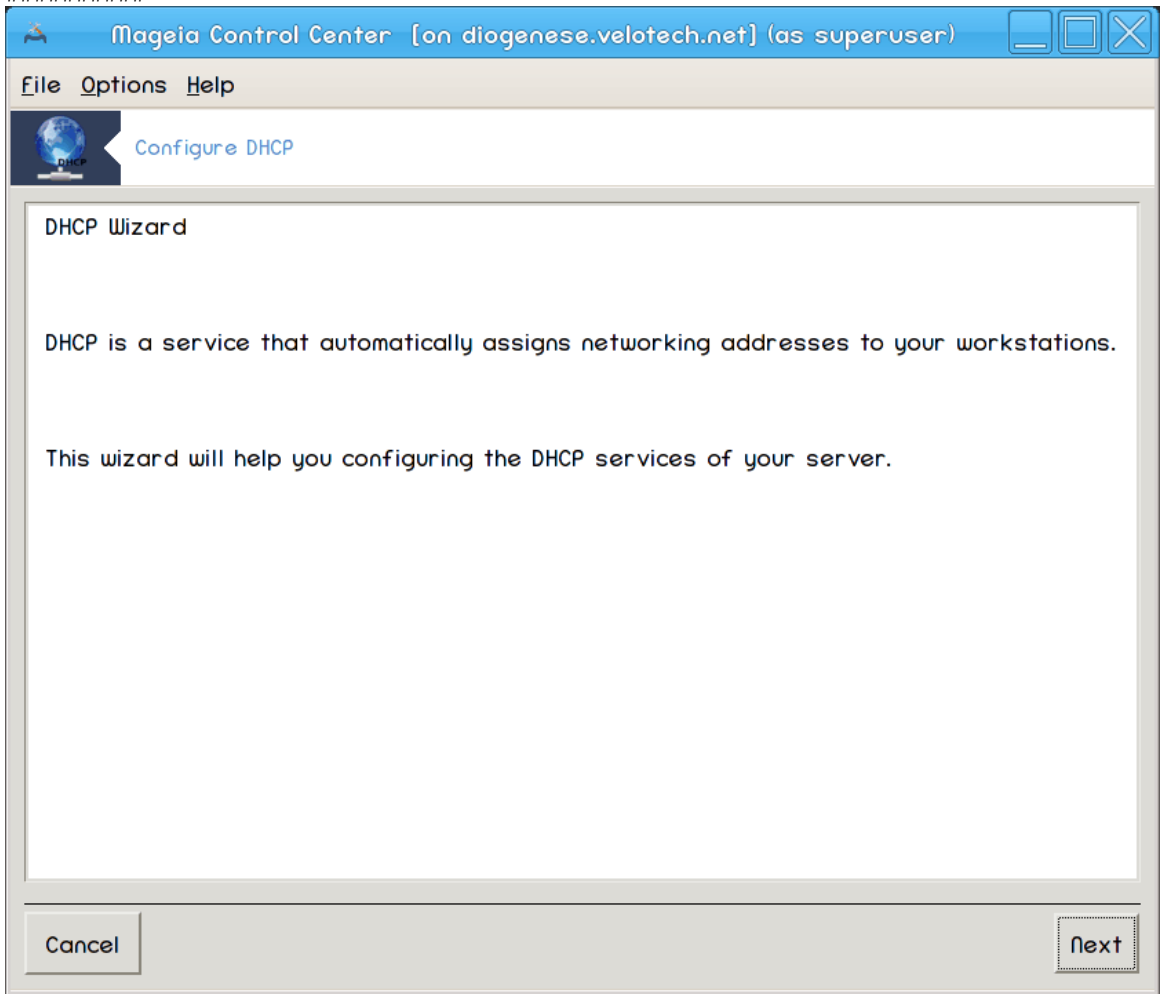 Mageia Control Center [on diogenese.velotech.net] (as superuser)
File Options Help
DHCP
Configure DHCP
DHCP Wizard
DHCP is a service that automatically assigns networking addresses to your workstations.
This wizard will help you configuring the DHCP services of your server.
Cancel
Next